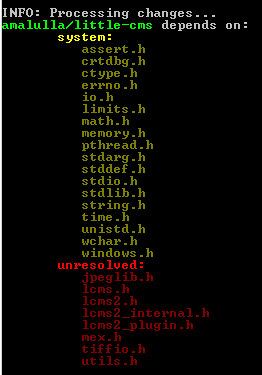 INFO: Processing changes...
amalulla/little-cms depends on:
system:
assert.h
crtdbg.h
ctype.h
errno.h
io.h
limits.h
math.h
memory.h
pthread.h
stdarg.h
stddef.h
stdio.h
stdlib.h
string.h
time.h
unistd.h
wchar.h
windows.h
unresolved:
jpeglib.h
lcms.h
lcms2.h
lcms2_internal.h
lcms2_plugin.h
mex.h
tiffio.h
utils.h